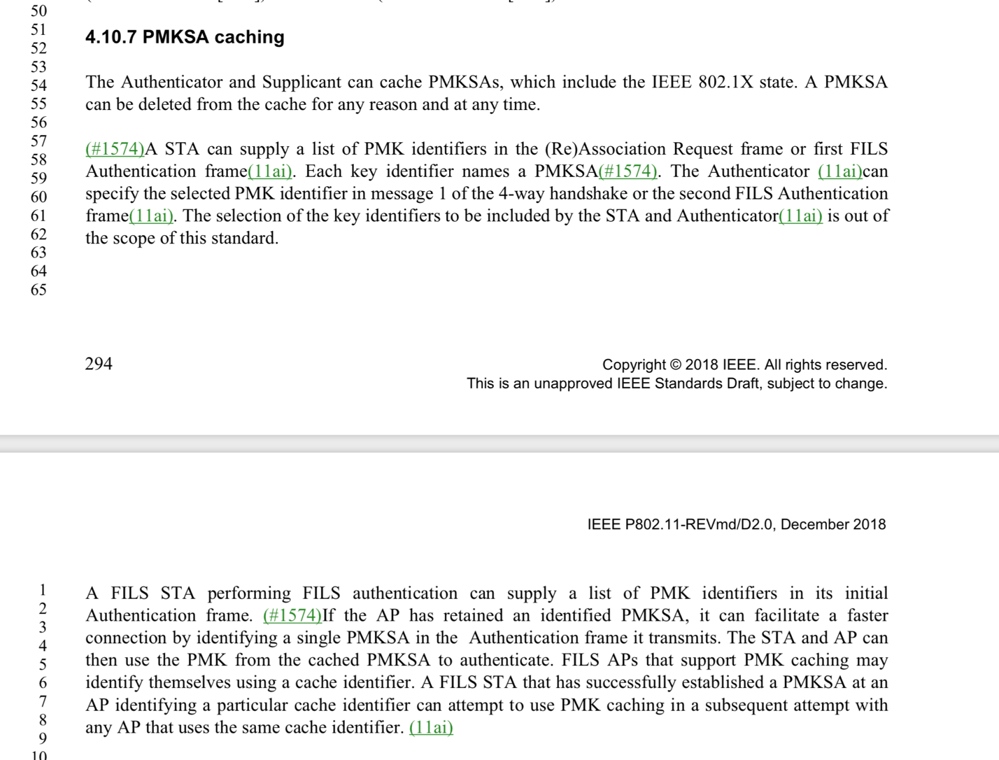 50
51
4.10.7 PMKSA caching
52
53
54 The Authenticator and Supplicant can cache PMKSAs, which include the IEEE 802.1X state. A PMKSA
55 can be deleted from the cache for any reason and at any time.
56
57 (#1574)A STA can supply a list of PMK identifiers in the (Re)Association Request frame or first FILS
58
59 Authentication frame(11ai). Each key identifier names a PMKSA(#1574). The Authenticator (11ai)can
60 specify the selected PMK identifier in message 1 of the 4-way handshake or the second FILS Authentication
61 frame(11ai). The selection of the key identifiers to be included by the STA and Authenticator(11ai) is out of
62 the scope of this standard.
63
64
65
294
Copyright © 2018 IEEE. All rights reserved.
This is an unapproved IEEE Standards Draft, subject to change.
IEEE P802.11-REVmd/D2.0, December 2018
1 A FILS STA performing FILS authentication can supply a list of PMK identifiers in its initial
2 Authentication frame. (#1574)If the AP has retained an identified PMKSA, it can facilitate a faster
3
4 connection by identifying a single PMKSA in the Authentication frame it transmits. The STA and AP can
5 then use the PMK from the cached PMKSA to authenticate. FILS APs that support PMK caching may
6 identify themselves using a cache identifier. A FILS STA that has successfully established a PMKSA at an
7 AP identifying a particular cache identifier can attempt to use PMK caching in a subsequent attempt with
8 any AP that uses the same cache identifier. (11ai)
9
10